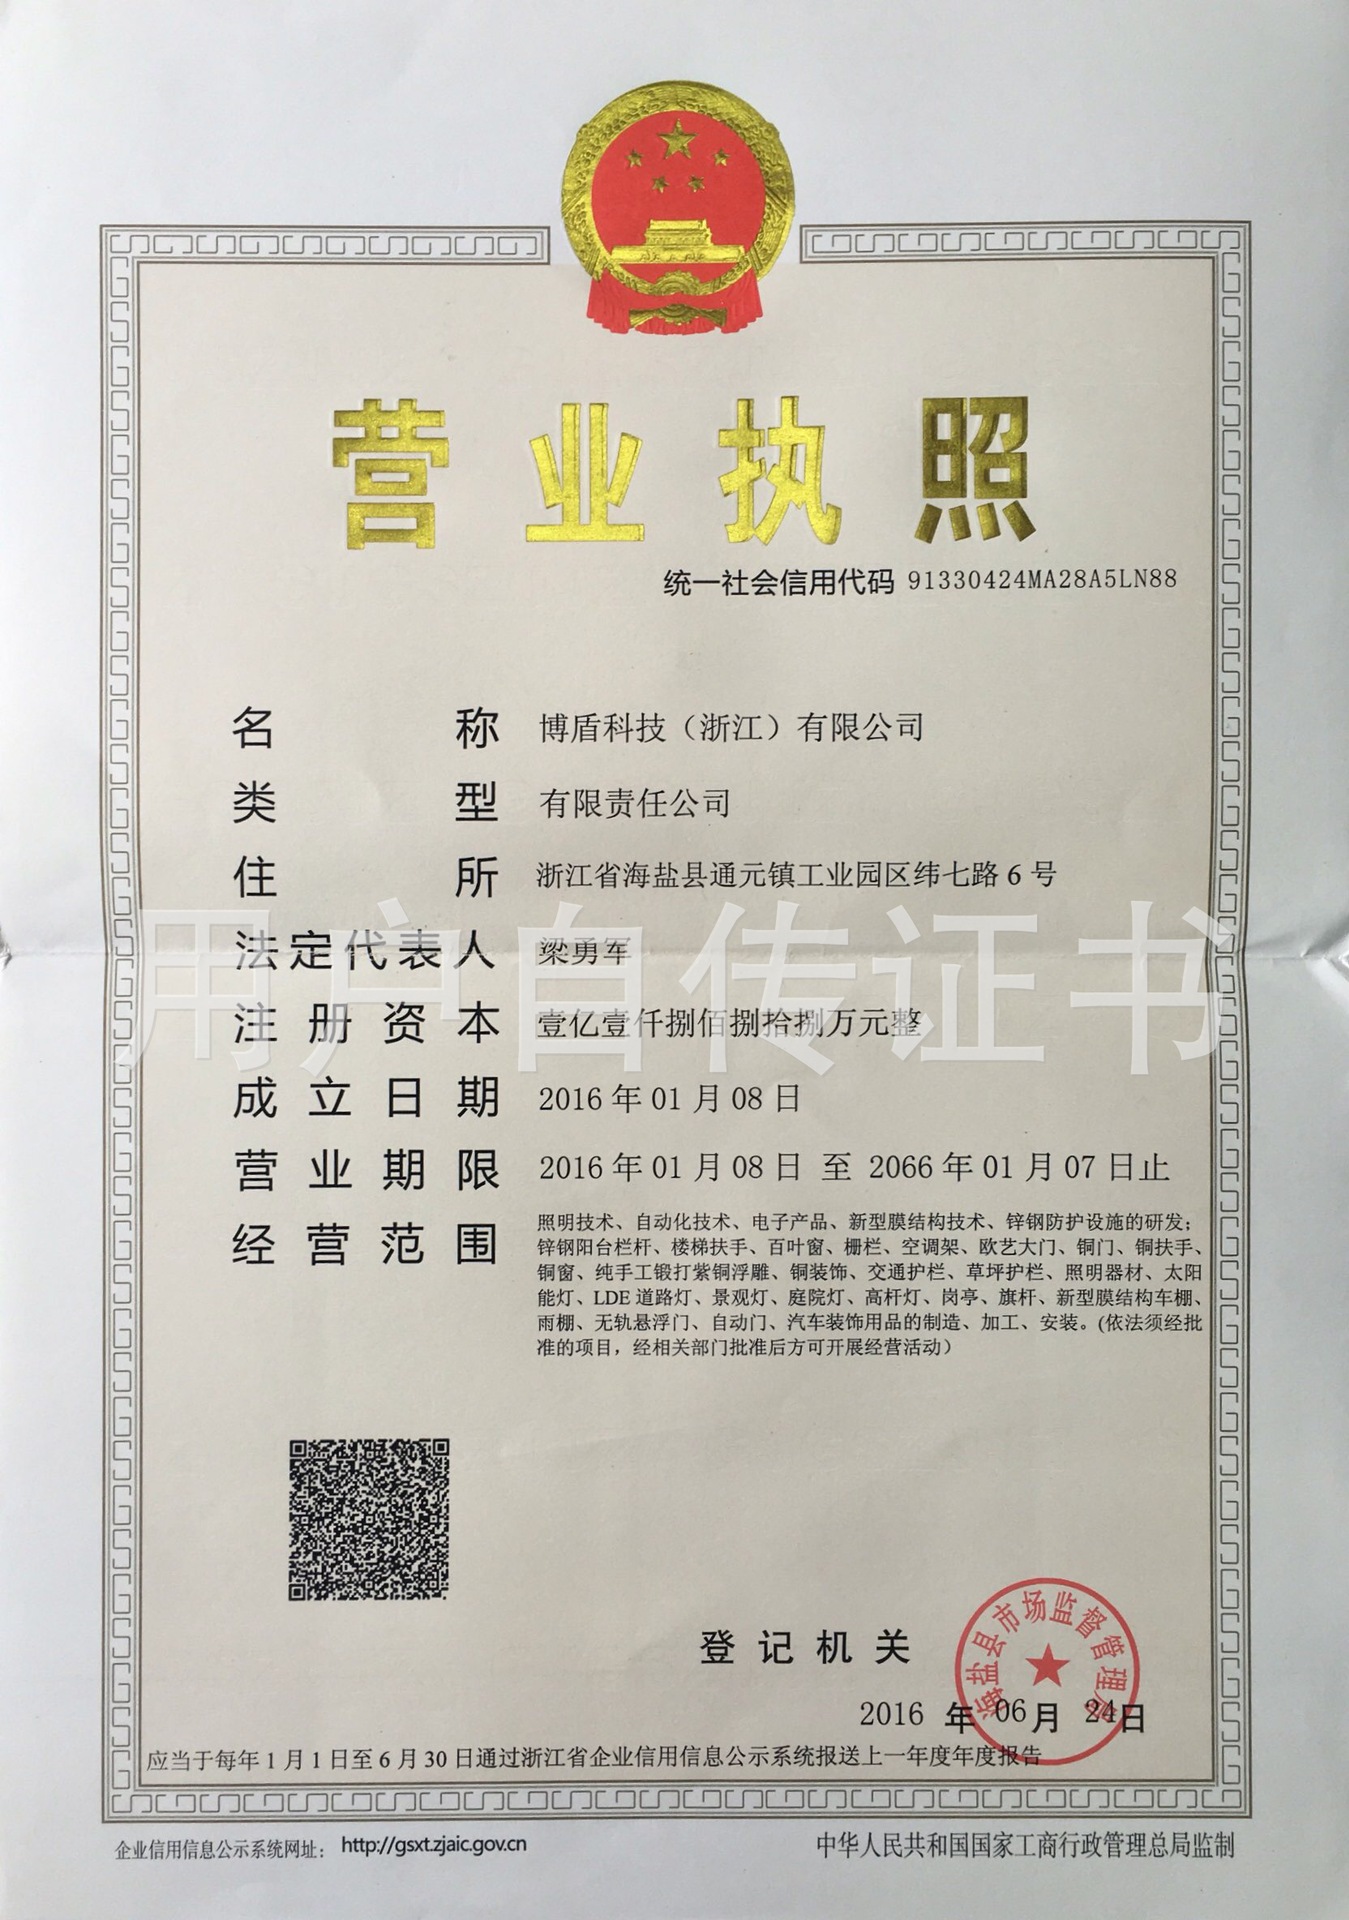 营业执照
统一社会信用代码 91330424MA28A5LN88
名称 博盾科技（浙江）有限公司
类型 有限责任公司
住所 浙江省海盐县通元镇工业园区纬七路6号
法定代表人 梁勇军
注册资本 壹亿壹仟捌佰捌拾捌万元整
成立日期 2016年01月08日
营业期限 2016年01月08日 至 2066年01月07日止
经营范围 照明技术、自动化技术、电子产品、新型膜结构技术、锌钢防护设施的研发；
锌钢阳台栏杆、楼梯扶手、百叶窗、栅栏、空调架、欧艺大门、铜门、铜扶手、
铜窗、纯手工锻打紫铜浮雕、铜装饰、交通护栏、草坪护栏、照明器材、太阳
能灯、LDE道路灯、景观灯、庭院灯、高杆灯、岗亭、旗杆、新型膜结构车棚、
雨棚、无轨悬浮门、自动门、汽车装饰用品的制造、加工、安装。(依法须经批
准的项目，经相关部门批准后方可开展经营活动）
用户自传证书
登记机关
海盐县市场监督管理局
2016 年 06月 24日
应当于每年1月1日至6月30日通过浙江省企业信用信息公示系统报送上一年度年度报告
企业信用信息公示系统网址： http://gsxt.zjaic.gov.cn
中华人民共和国国家工商行政管理总局监制